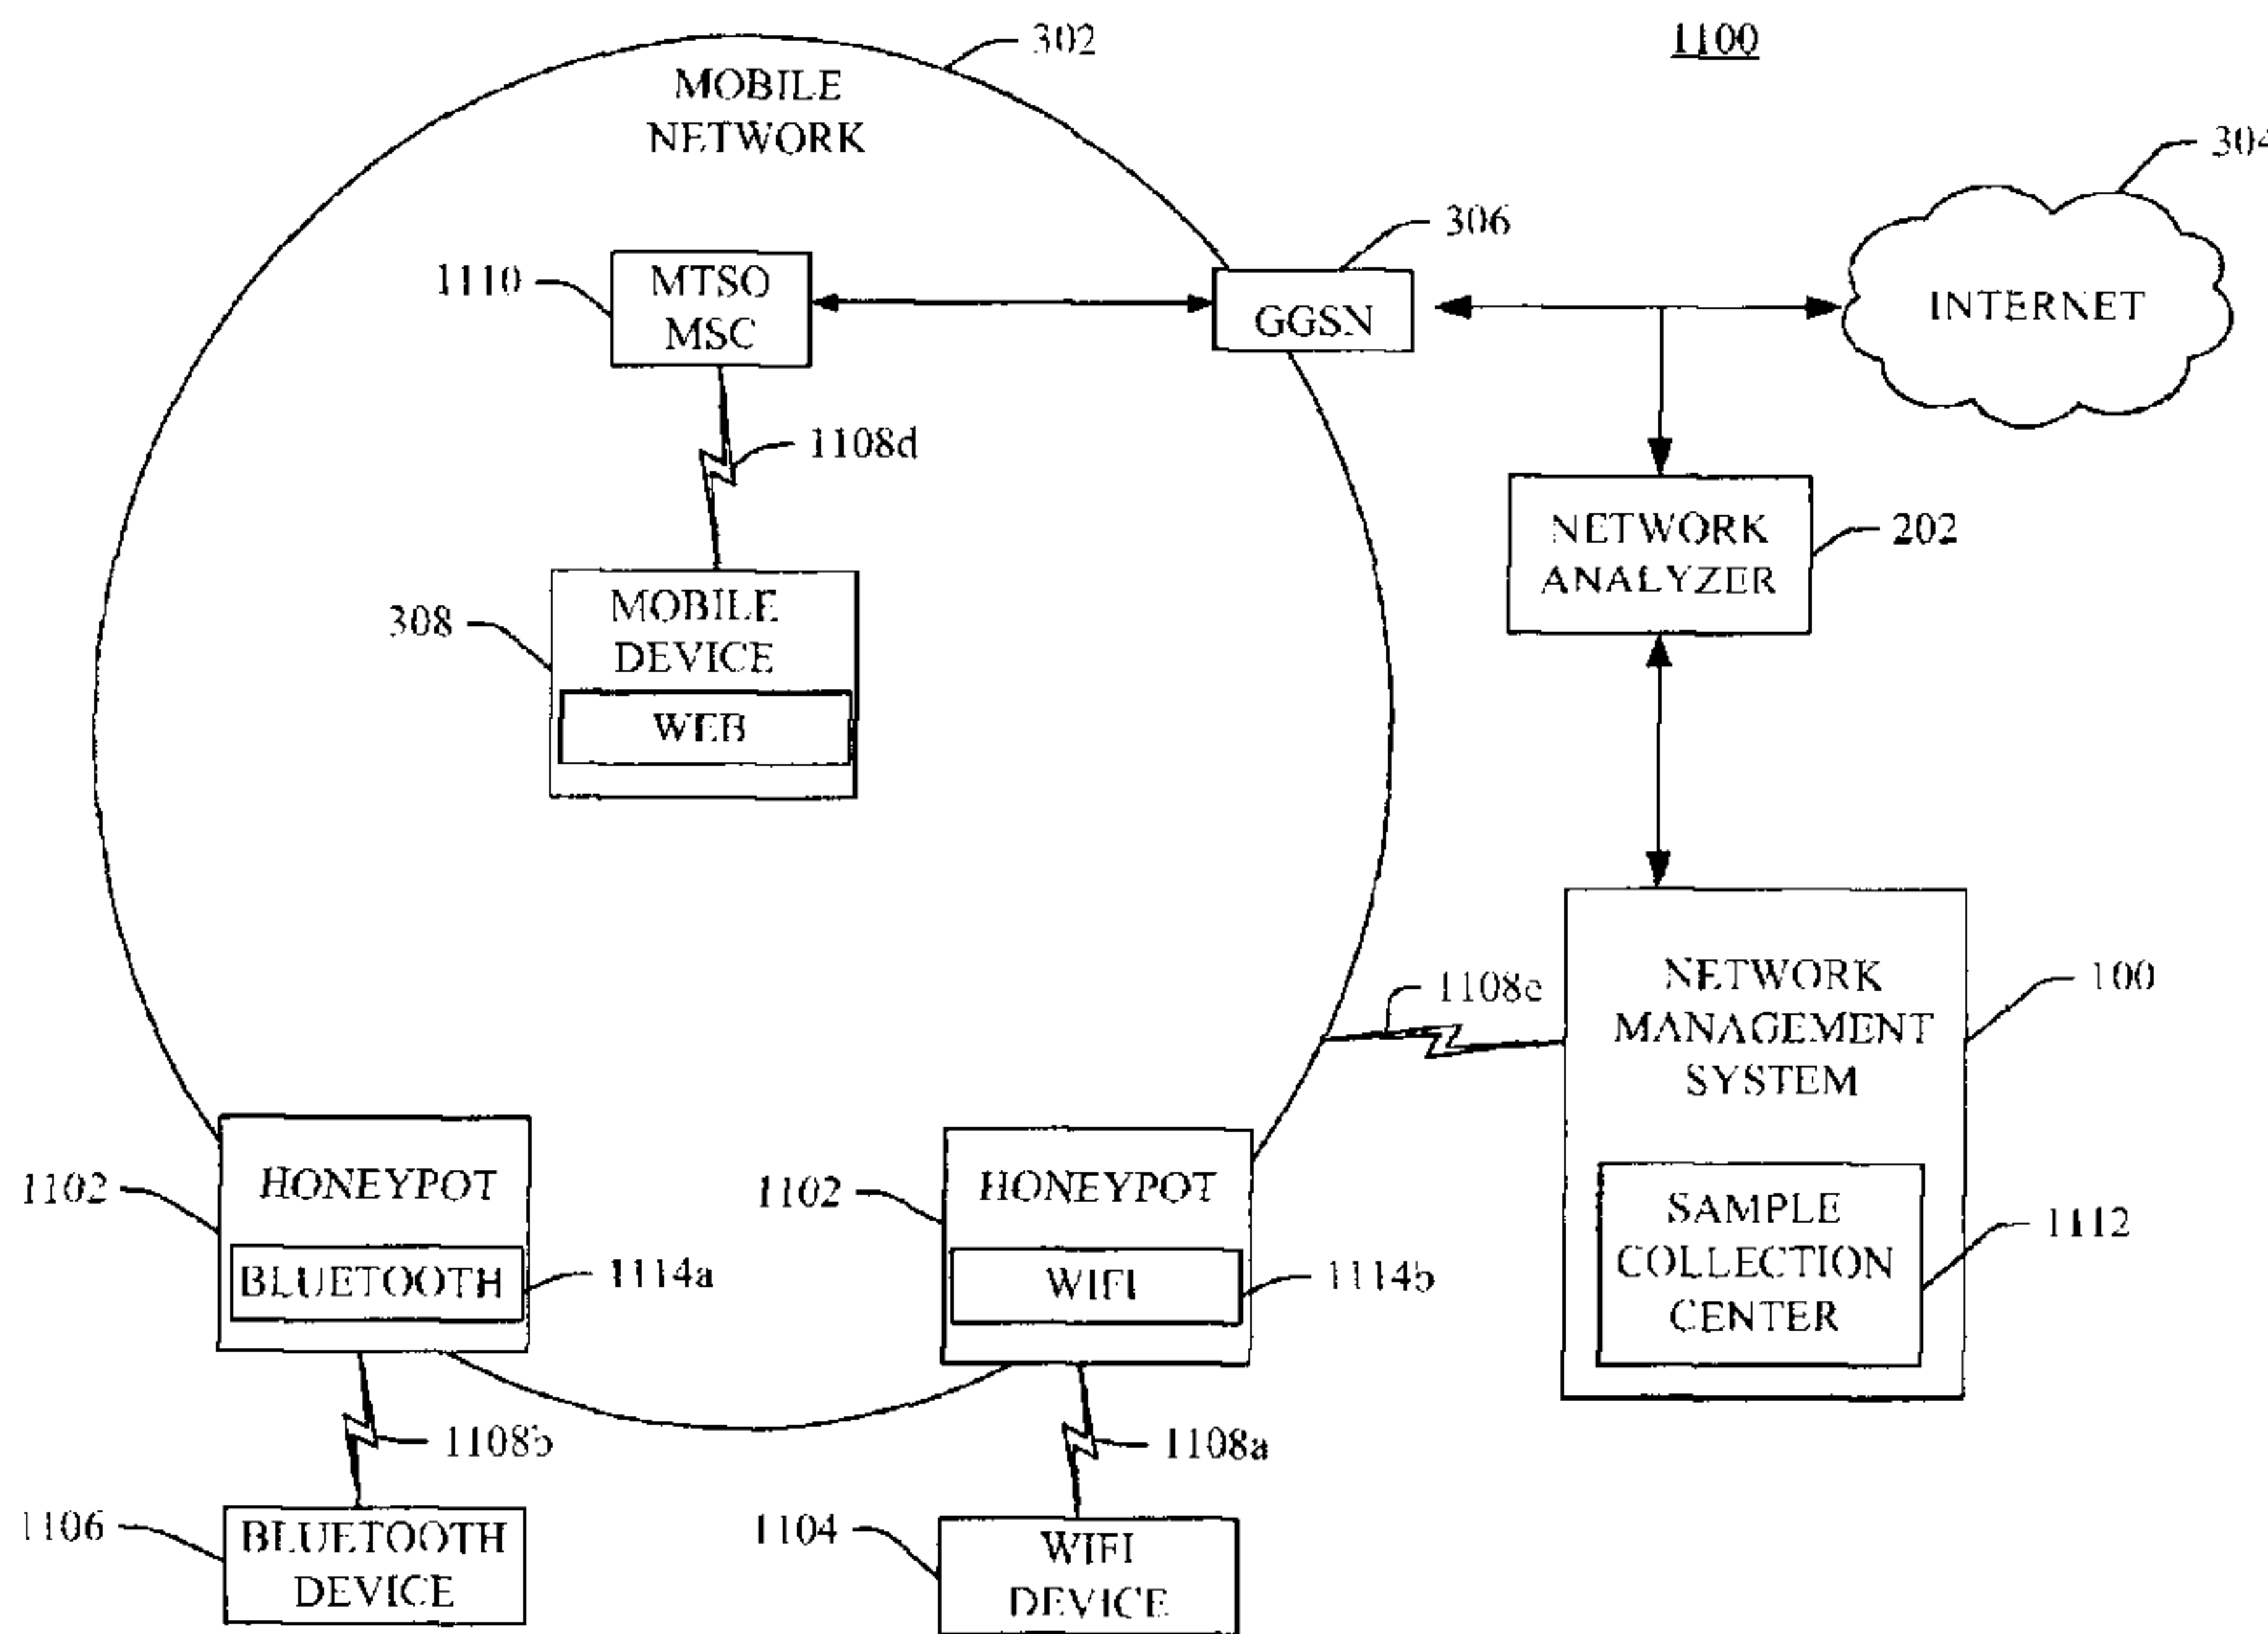 302
1100
MOBILE
NETWORK
304
306
1110
MTSO
MSC
GGSN
INTERNET
1108d
NETWORK
ANALYZER
202
308
MOBILE
DEVICE
WEB
1108c
NETWORK
MANAGEMENT
SYSTEM
100
1102
HONEYPOT
BLUETOOTH
1114a
1102
HONEYPOT
WIFI
1114b
SAMPLE
COLLECTION
CENTER
1112
1108b
1108a
1106
BLUETOOTH
DEVICE
1104
WIFI
DEVICE